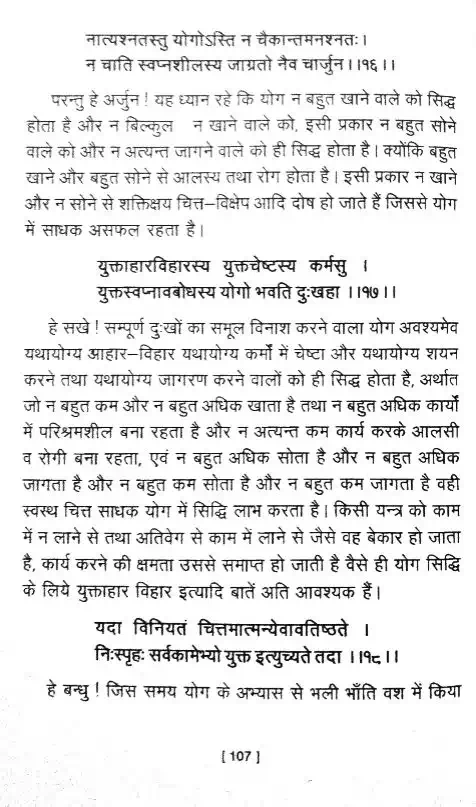 नात्यश्नतस्तु योगोऽस्ति न चैकान्तमनश्नतः।
न चाति स्वप्नशीलस्य जाग्रतो नैव चार्जुन।।१६।।
परन्तु हे अर्जुन! यह ध्यान रहे कि योग न बहुत खाने वाले को सिद्ध
होता है और न बिल्कुल न खाने वाले को, इसी प्रकार न बहुत सोने
वाले को और न अत्यन्त जागने वाले को ही सिद्ध होता है। क्योंकि बहुत
खाने और बहुत सोने से आलस्य तथा रोग होता है। इसी प्रकार न खाने
और न सोने से शक्तिक्षय चित्त–विक्षेप आदि दोष हो जाते हैं जिससे योग
में साधक असफल रहता है।
युक्ताहारविहारस्य युक्तचेष्टस्य कर्मसु ।
युक्तस्वप्नावबोधस्य योगो भवति दुःखहा ।।१७।।
हे सखे! सम्पूर्ण दुःखों का समूल विनाश करने वाला योग अवश्यमेव
यथायोग्य आहार–विहार यथायोग्य कर्मों में चेष्टा और यथायोग्य शयन
करने तथा यथायोग्य जागरण करने वालों को ही सिद्ध होता है, अर्थात
जो न बहुत कम और न बहुत अधिक खाता है तथा न बहुत अधिक कार्यों
में परिश्रमशील बना रहता है और न अत्यन्त कम कार्य करके आलसी
व रोगी बना रहता, एवं न बहुत अधिक सोता है और न बहुत अधिक
जागता है और न बहुत कम सोता है और न बहुत कम जागता है वही
स्वस्थ चित्त साधक योग में सिद्धि लाभ करता है। किसी यन्त्र को काम
में न लाने से तथा अतिवेग से काम में लाने से जैसे वह बेकार हो जाता
है, कार्य करने की क्षमता उससे समाप्त हो जाती है वैसे ही योग सिद्धि
के लिये युक्ताहार विहार इत्यादि बातें अति आवश्यक हैं।
यदा विनियतं चित्तमात्मन्येवावतिष्ठते ।
निःस्पृहः सर्वकामेभ्यो युक्त इत्युच्यते तदा ।।१८।।
हे बन्धु! जिस समय योग के अभ्यास से भली भाँति वश में किया
[ 107 ]